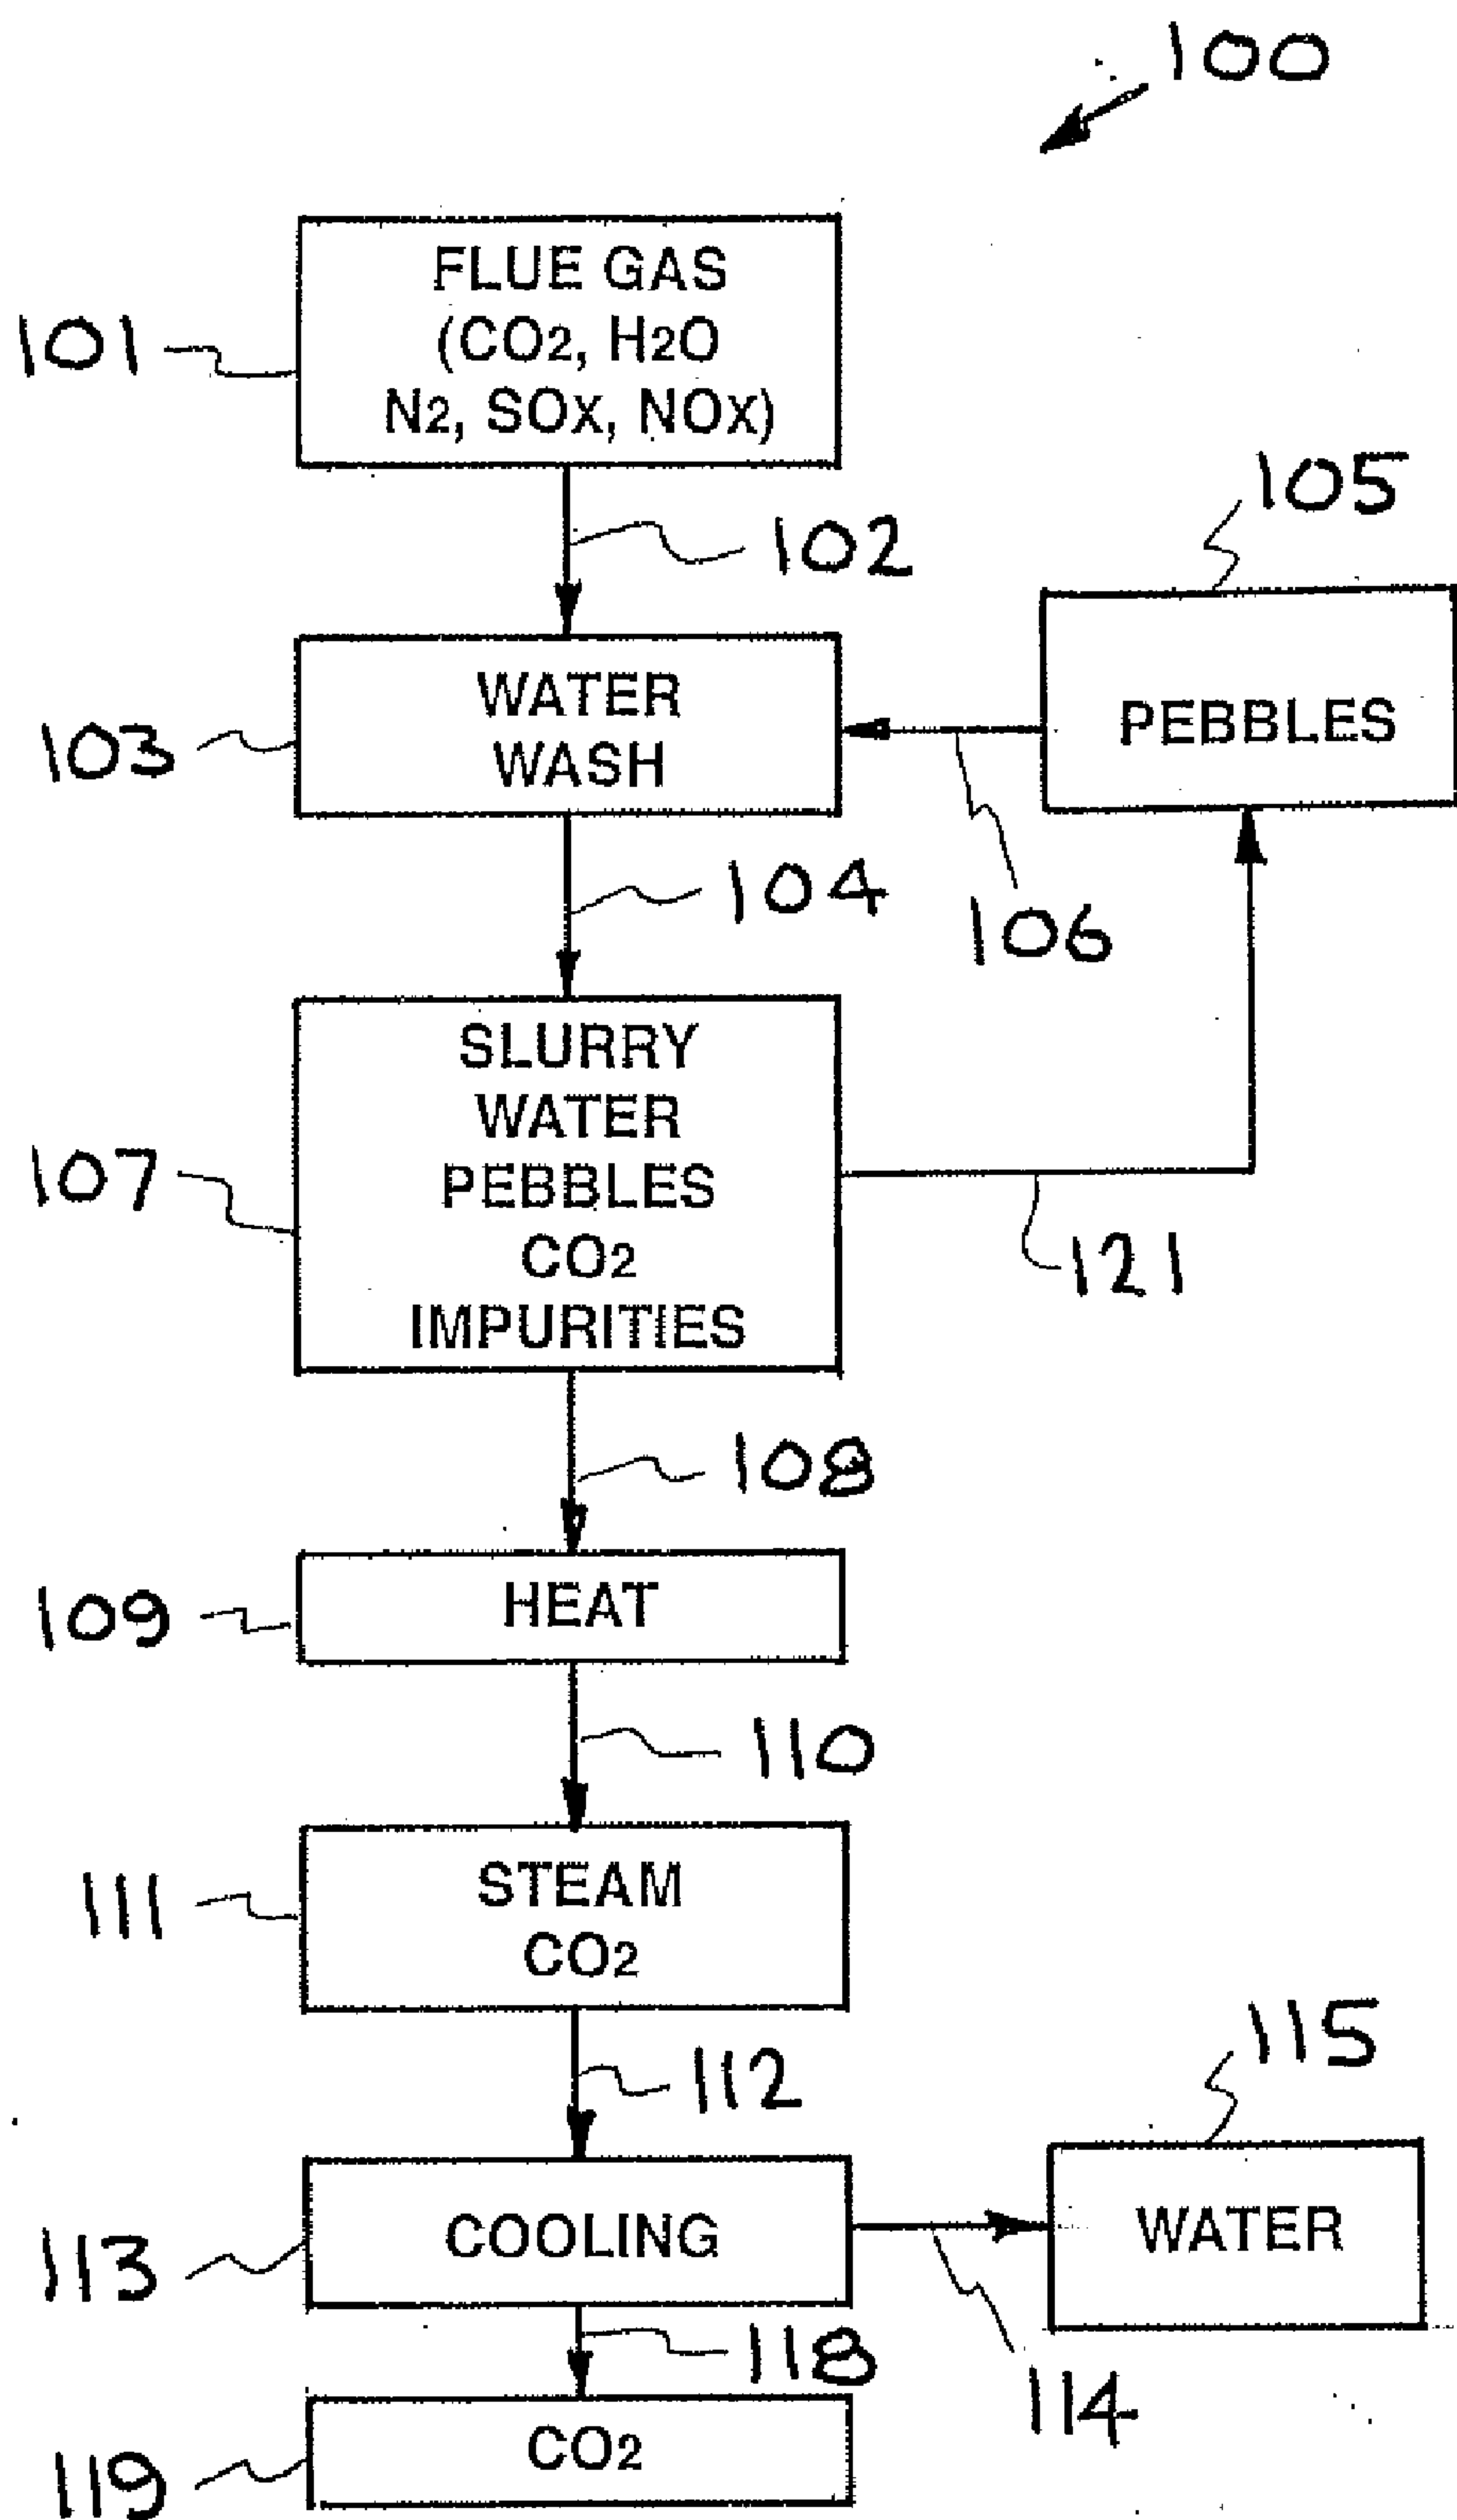 100
FLUE GAS
(CO2, H2O
N2, SOX, NOX)
101
102
105
WATER
WASH
103
PEBBLES
104
106
SLURRY
WATER
PEBBLES
CO2
IMPURITIES
107
121
108
HEAT
109
110
STEAM
CO2
111
112
115
COOLING
113
WATER
118
114
CO2
119